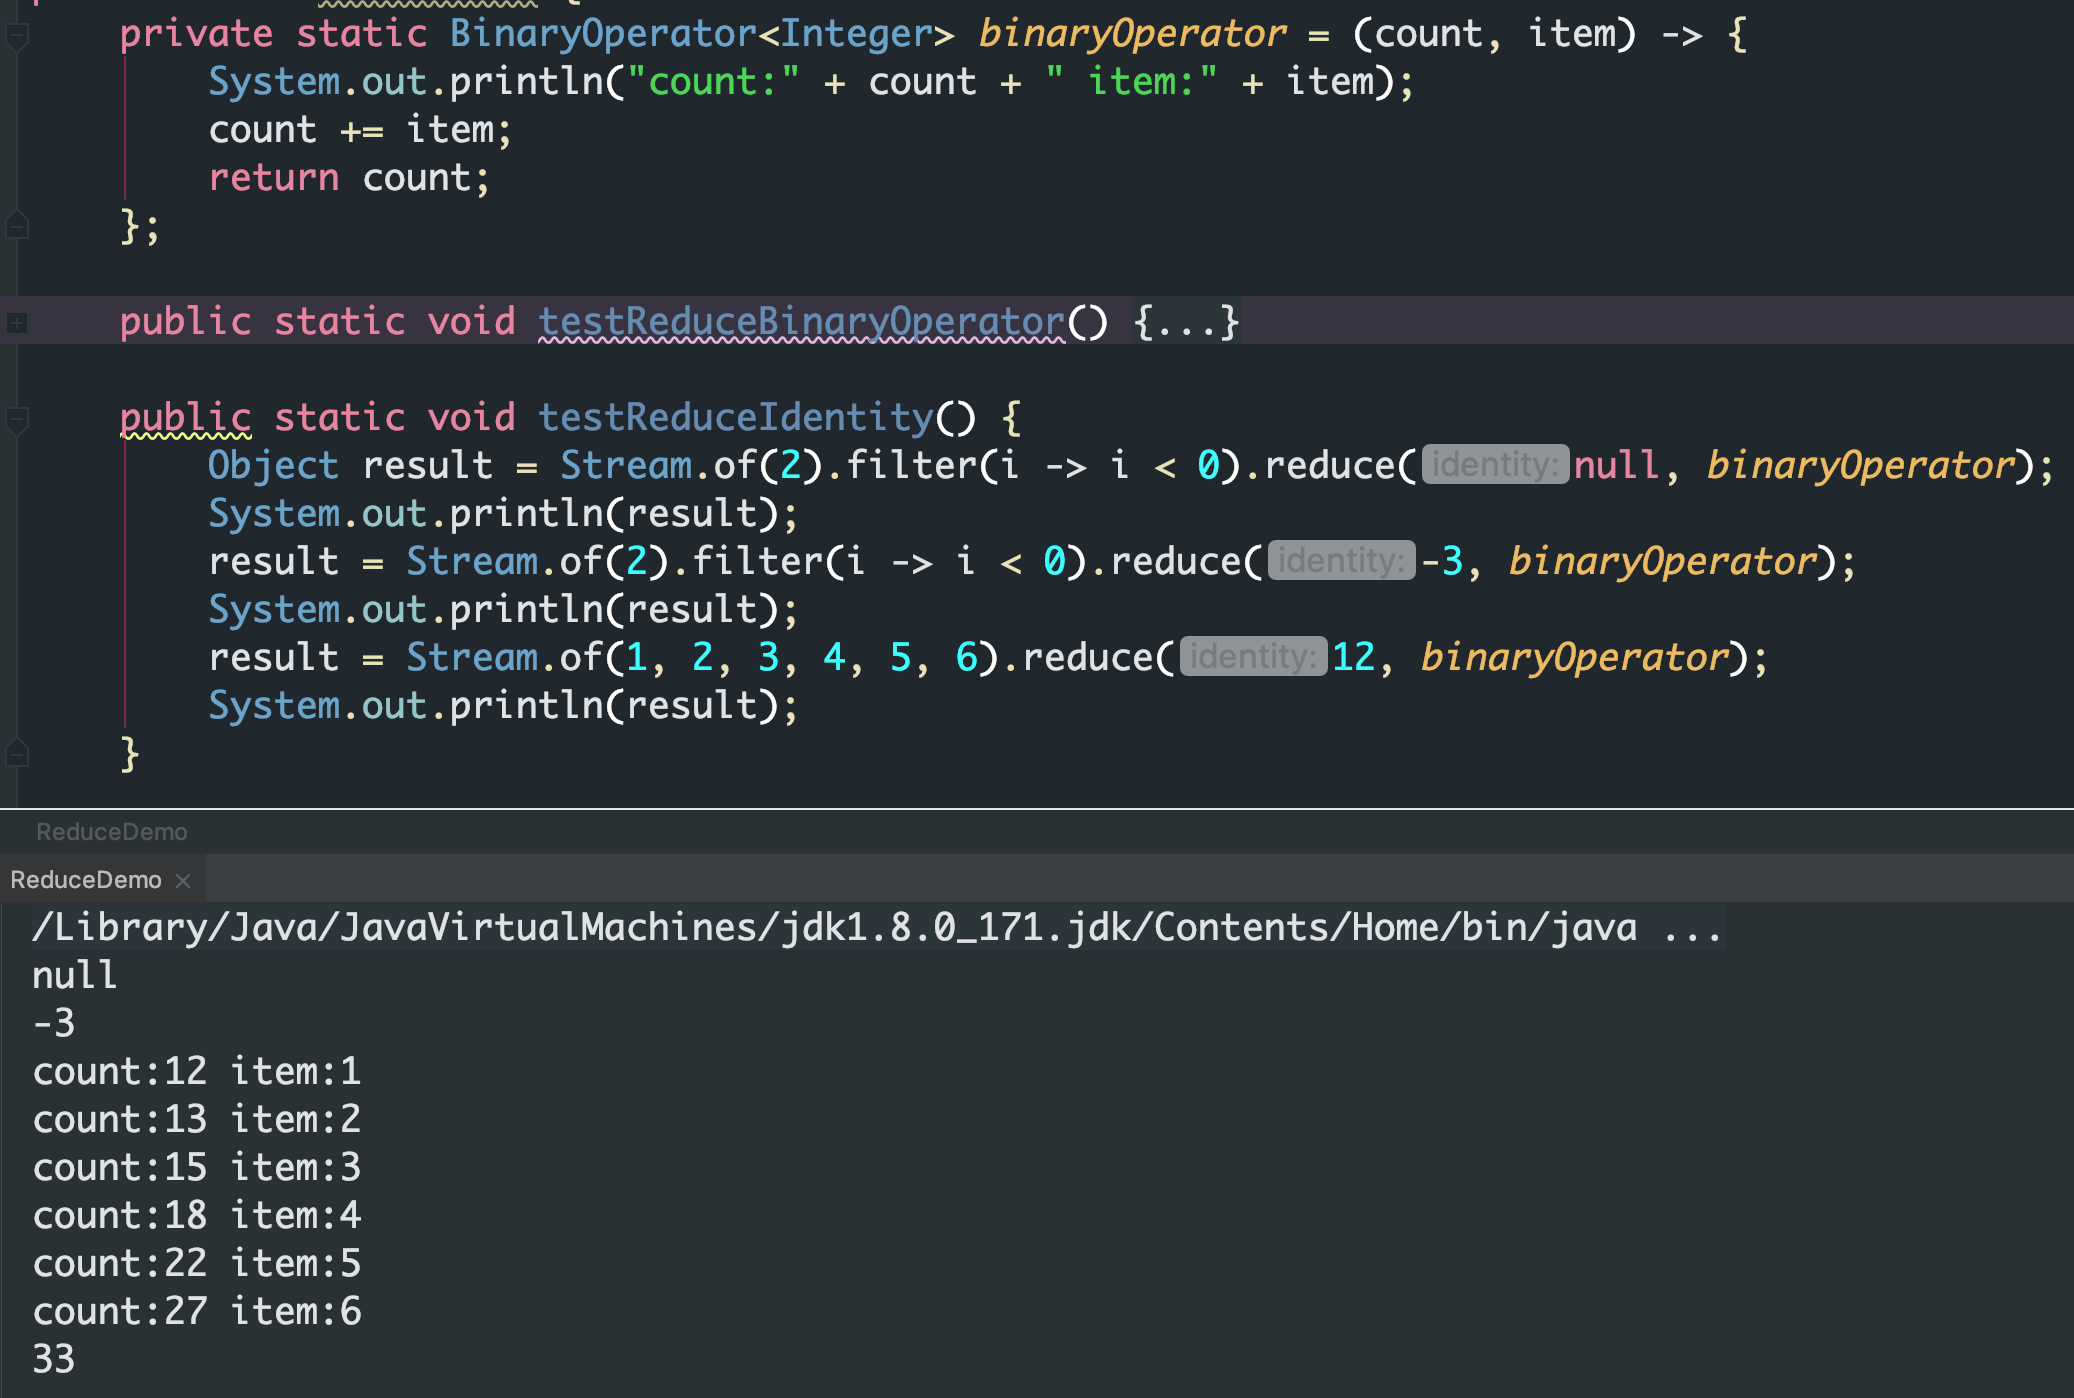 private static BinaryOperator<Integer> binaryOperator = (count, item) -> {
System.out.println("count:" + count + " item:" + item);
count += item;
return count;
};
public static void testReduceBinaryOperator() {...}
public static void testReduceIdentity() {
Object result = Stream.of(2).filter(i -> i < 0).reduce( identity: null, binaryOperator);
System.out.println(result);
result = Stream.of(2).filter(i -> i < 0).reduce( identity: -3, binaryOperator);
System.out.println(result);
result = Stream.of(1, 2, 3, 4, 5, 6).reduce( identity: 12, binaryOperator);
System.out.println(result);
}
ReduceDemo
ReduceDemo ×
/Library/Java/JavaVirtualMachines/jdk1.8.0_171.jdk/Contents/Home/bin/java ...
null
-3
count:12 item:1
count:13 item:2
count:15 item:3
count:18 item:4
count:22 item:5
count:27 item:6
33